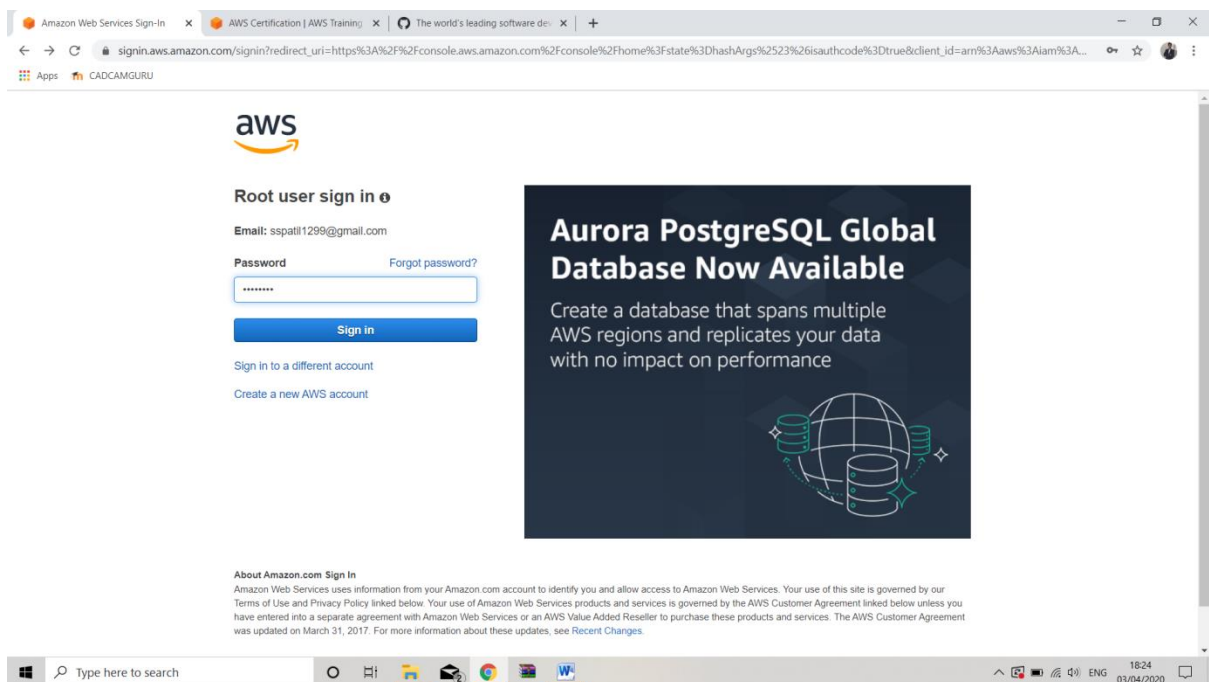 Amazon Web Services Sign-In
AWS Certification | AWS Training
The world's leading software dev
signin.aws.amazon.com/signin?redirect_uri=https%3A%2F%2Fconsole.aws.amazon.com%2Fconsole%2Fhome%3Fstate%3DhashArgs%2523%26isauthcode%3Dtrue&client_id=arn%3Aaws%3Aiam%3A...
Apps CADCAMGURU
aws
Root user sign in
Email: sspatil1299@gmail.com
Password Forgot password?
••••••••
Sign in
Sign in to a different account
Create a new AWS account
Aurora PostgreSQL Global
Database Now Available
Create a database that spans multiple
AWS regions and replicates your data
with no impact on performance
About Amazon.com Sign In
Amazon Web Services uses information from your Amazon.com account to identify you and allow access to Amazon Web Services. Your use of this site is governed by our
Terms of Use and Privacy Policy linked below. Your use of Amazon Web Services products and services is governed by the AWS Customer Agreement linked below unless you
have entered into a separate agreement with Amazon Web Services or an AWS Value Added Reseller to purchase these products and services. The AWS Customer Agreement
was updated on March 31, 2017. For more information about these updates, see Recent Changes.
Type here to search
ENG
18:24
03/04/2020